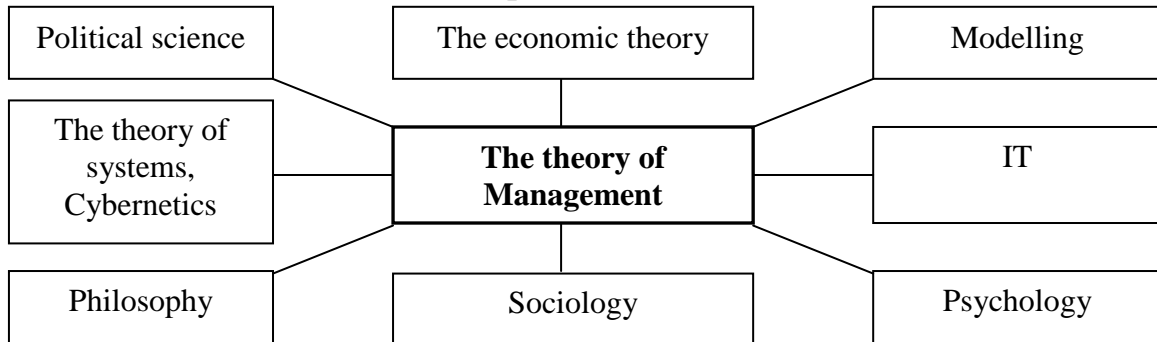 Political science
The economic theory
Modelling
The theory of
systems,
Cybernetics
The theory of
Management
IT
Philosophy
Sociology
Psychology